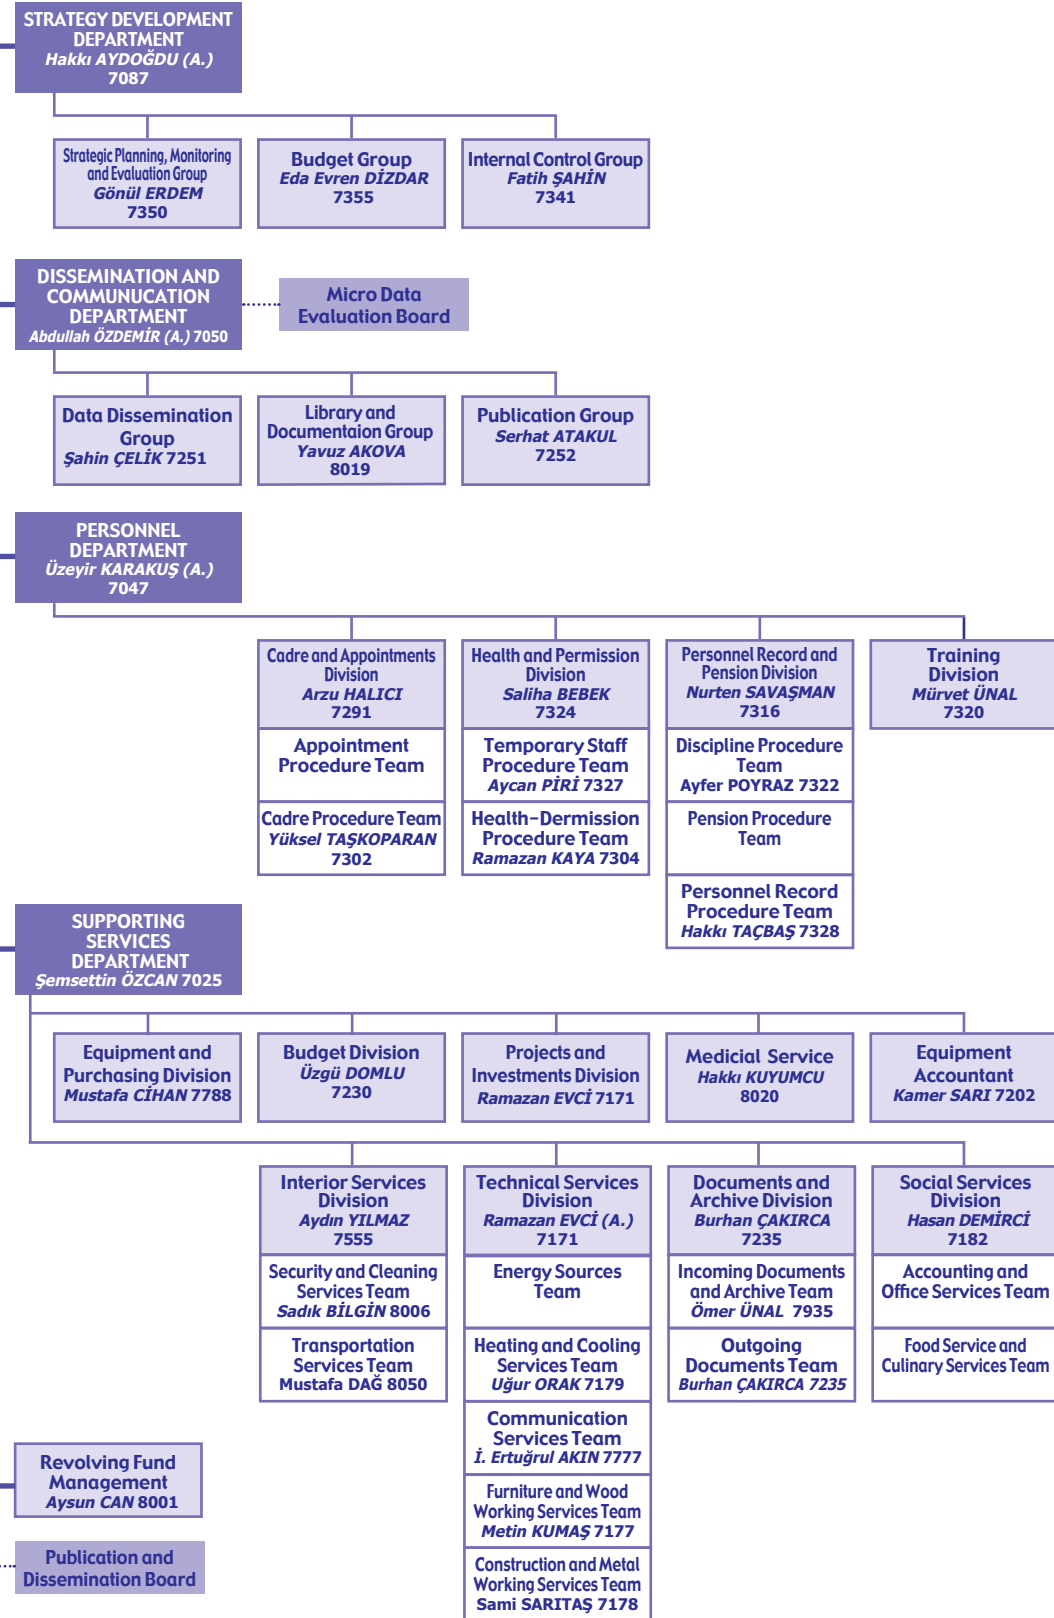 STRATEGY DEVELOPMENT
DEPARTMENT
Hakkı AYDOĞDU (A.)
7087
Strategic Planning, Monitoring
and Evaluation Group
Gönül ERDEM
7350
Budget Group
Eda Evren DİZDAR
7355
Internal Control Group
Fatih ŞAHİN
7341
DISSEMINATION AND
COMMUNUCATION
DEPARTMENT
Abdullah ÖZDEMİR (A.) 7050
Micro Data
Evaluation Board
Data Dissemination
Group
Şahin ÇELİK 7251
Library and
Documentaion Group
Yavuz AKOVA
8019
Publication Group
Serhat ATAKUL
7252
PERSONNEL
DEPARTMENT
Üzeyir KARAKUŞ (A.)
7047
Cadre and Appointments
Division
Arzu HALICI
7291
Appointment
Procedure Team
Cadre Procedure Team
Yüksel TAŞKOPARAN
7302
Health and Permission
Division
Saliha BEBEK
7324
Temporary Staff
Procedure Team
Aycan PİRİ 7327
Health-Dermission
Procedure Team
Ramazan KAYA 7304
Personnel Record and
Pension Division
Nurten SAVAŞMAN
7316
Discipline Procedure
Team
Ayfer POYRAZ 7322
Pension Procedure
Team
Personnel Record
Procedure Team
Hakkı TAÇBAŞ 7328
Training
Division
Mürvet ÜNAL
7320
SUPPORTING
SERVICES
DEPARTMENT
Şemsettin ÖZCAN 7025
Equipment and
Purchasing Division
Mustafa CİHAN 7788
Budget Division
Üzgü DOMLU
7230
Projects and
Investments Division
Ramazan EVCİ 7171
Medicial Service
Hakkı KUYUMCU
8020
Equipment
Accountant
Kamer SARI 7202
Interior Services
Division
Aydın YILMAZ
7555
Security and Cleaning
Services Team
Sadık BİLGİN 8006
Transportation
Services Team
Mustafa DAĞ 8050
Technical Services
Division
Ramazan EVCİ (A.)
7171
Energy Sources
Team
Heating and Cooling
Services Team
Uğur ORAK 7179
Communication
Services Team
İ. Ertuğrul AKIN 7777
Furniture and Wood
Working Services Team
Metin KUMAŞ 7177
Construction and Metal
Working Services Team
Sami SARITAŞ 7178
Documents and
Archive Division
Burhan ÇAKIRCA
7235
Incoming Documents
and Archive Team
Ömer ÜNAL 7935
Outgoing
Documents Team
Burhan ÇAKIRCA 7235
Social Services
Division
Hasan DEMİRCİ
7182
Accounting and
Office Services Team
Food Service and
Culinary Services Team
Revolving Fund
Management
Aysun CAN 8001
Publication and
Dissemination Board